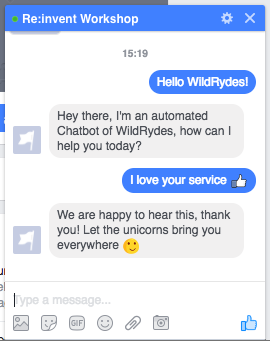 Re:invent Workshop
15:19
Hello WildRydes!
Hey there, I'm an automated
Chatbot of WildRydes, how can I
help you today?
I love your service 👍
We are happy to hear this, thank
you! Let the unicorns bring you
everywhere 🙂
Type a message...
GIF